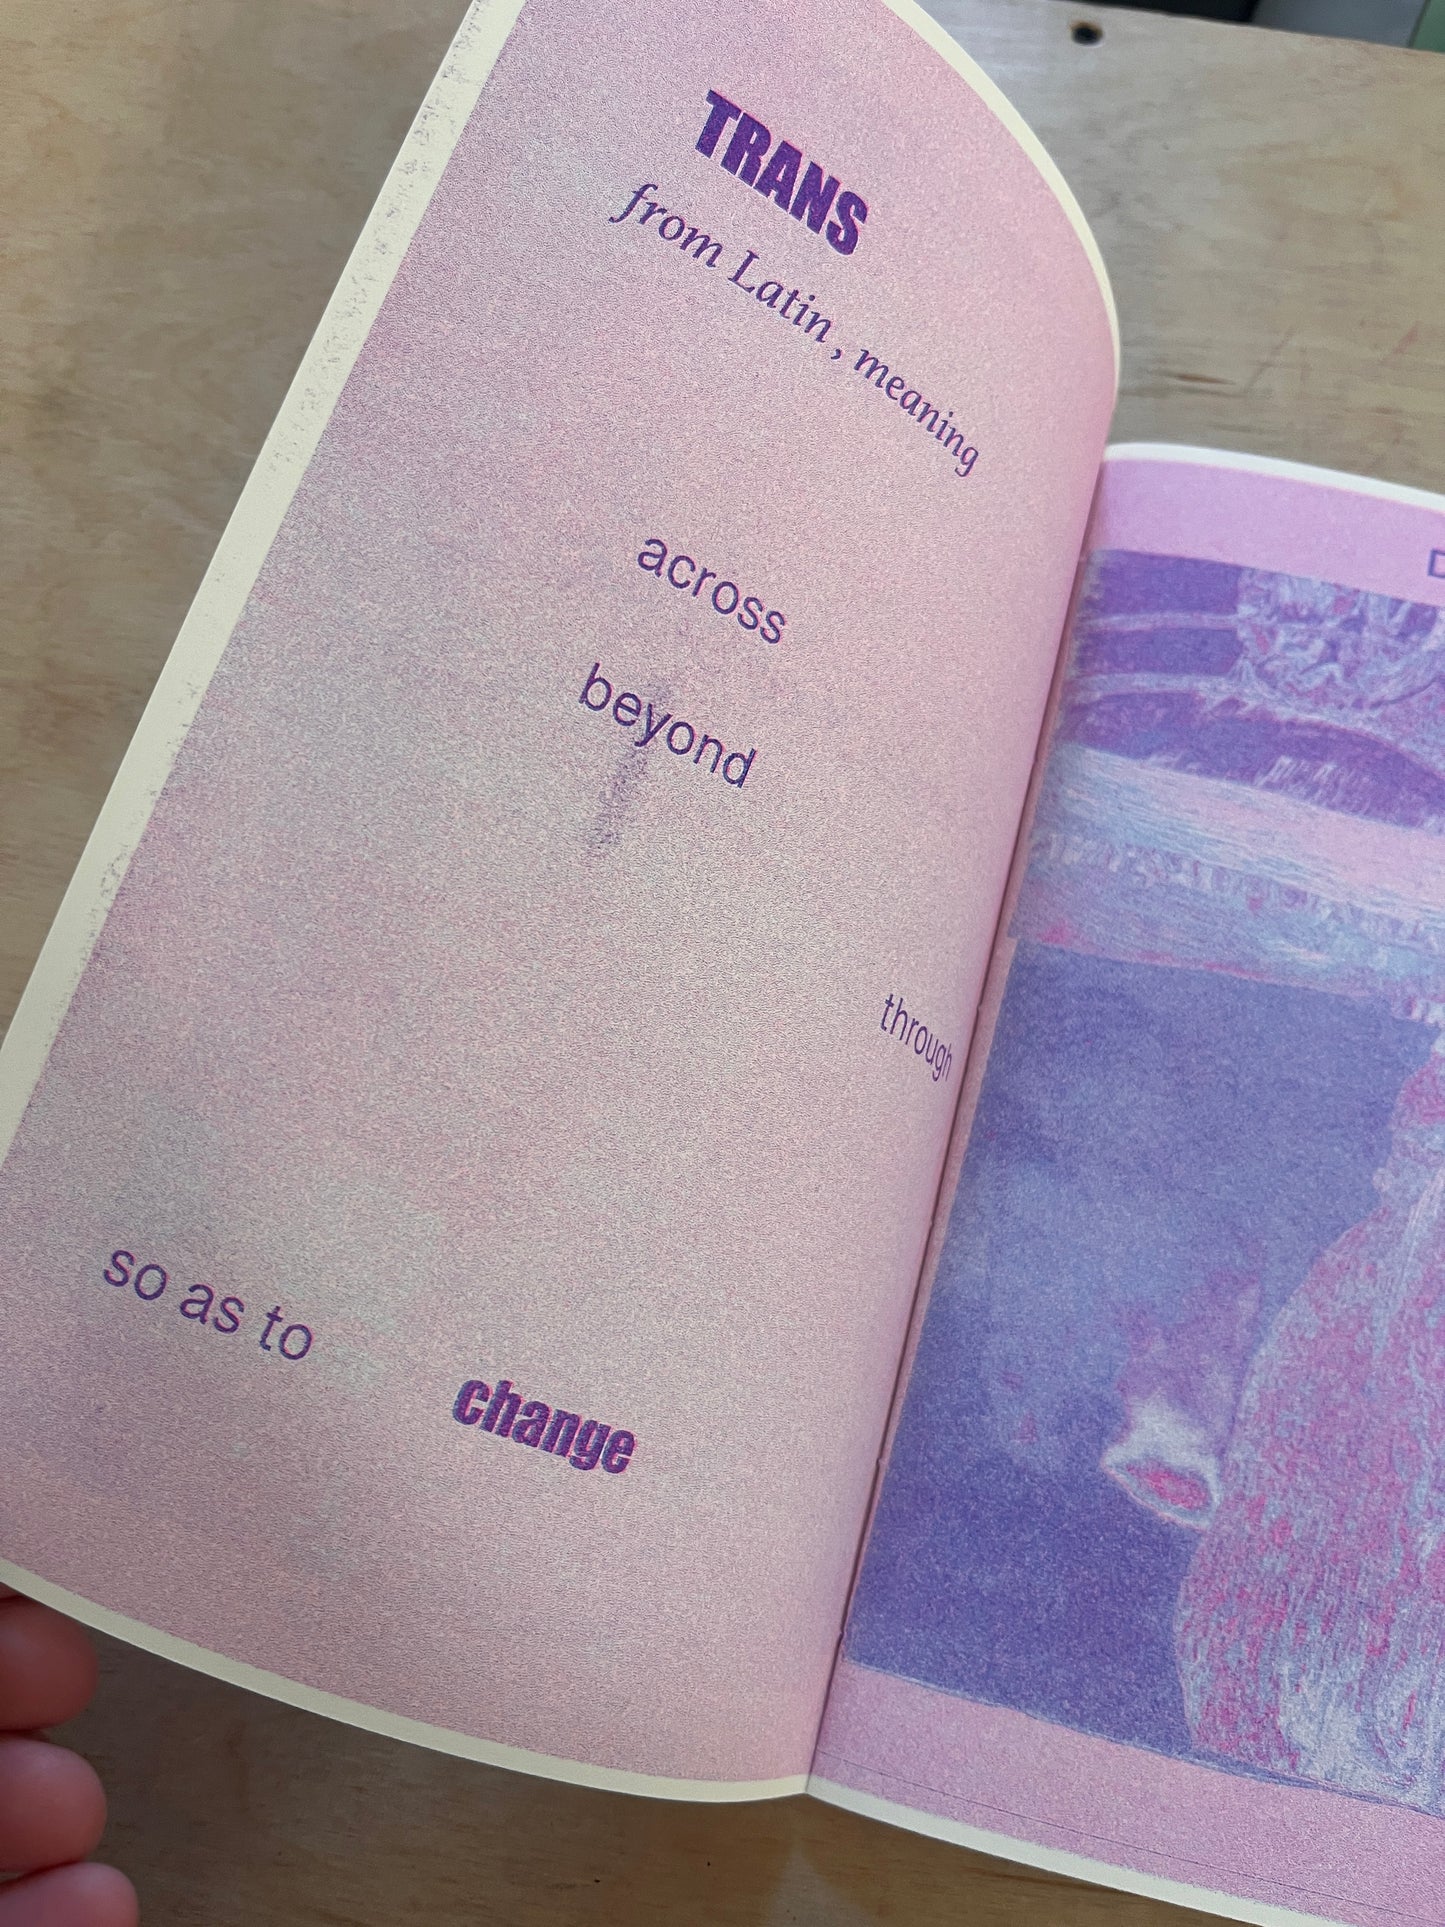 TRANS
from Latin, meaning
across
beyond
through
so as to
change